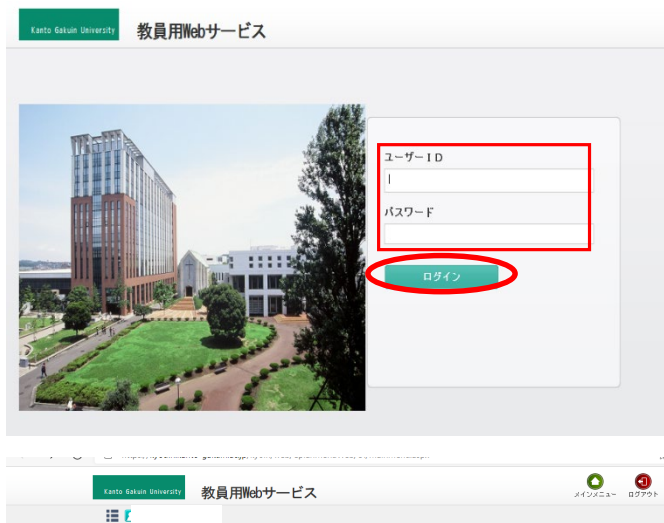 Kanto Gakuin University 教員用Webサービス
ユーザーID
パスワード
ログイン
Kanto Gakuin University 教員用Webサービス
メインメニュー ログアウト